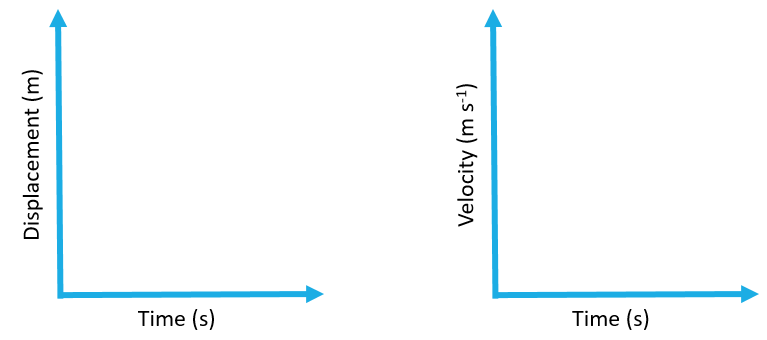 Displacement (m)
Time (s)
Velocity (m s⁻¹)
Time (s)